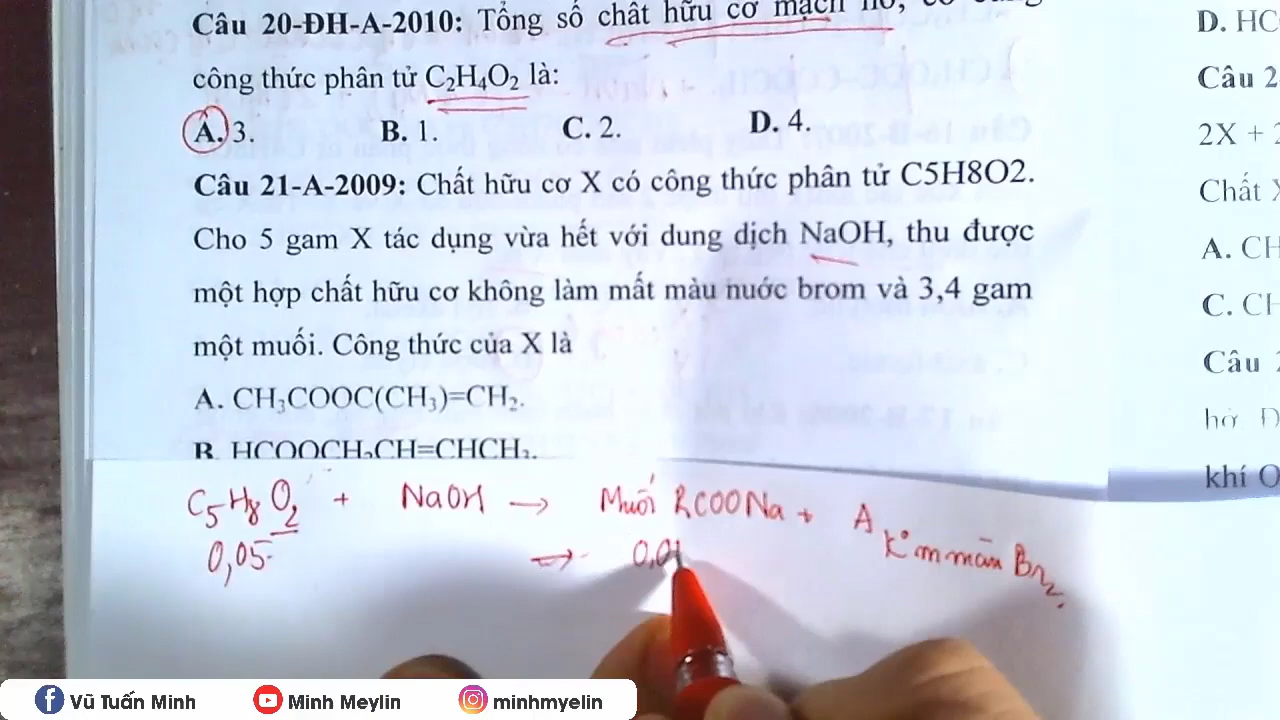 Câu 20-ĐH-A-2010: Tổng số chất hữu cơ mạch
công thức phân tử C₂H₄O₂ là:
A. 3. B. 1. C. 2. D. 4.
Câu 21-A-2009: Chất hữu cơ X có công thức phân tử C5H8O2.
Cho 5 gam X tác dụng vừa hết với dung dịch NaOH, thu được
một hợp chất hữu cơ không làm mất màu nước brom và 3,4 gam
một muối. Công thức của X là
A. CH₃COOC(CH₃)=CH₂.
B. HCOOCH₂CH=CHCH₃.
C₅H₈O₂ + NaOH → Muối RCOONa + A
K° m màu Br₂.
0,05 → 0,0
D. HC
Câu 2
2X + 2
Chất X
A. CH
C. CH
Câu 2
hở Đ
khí O
Vũ Tuấn Minh Minh Meylin minhmyelin